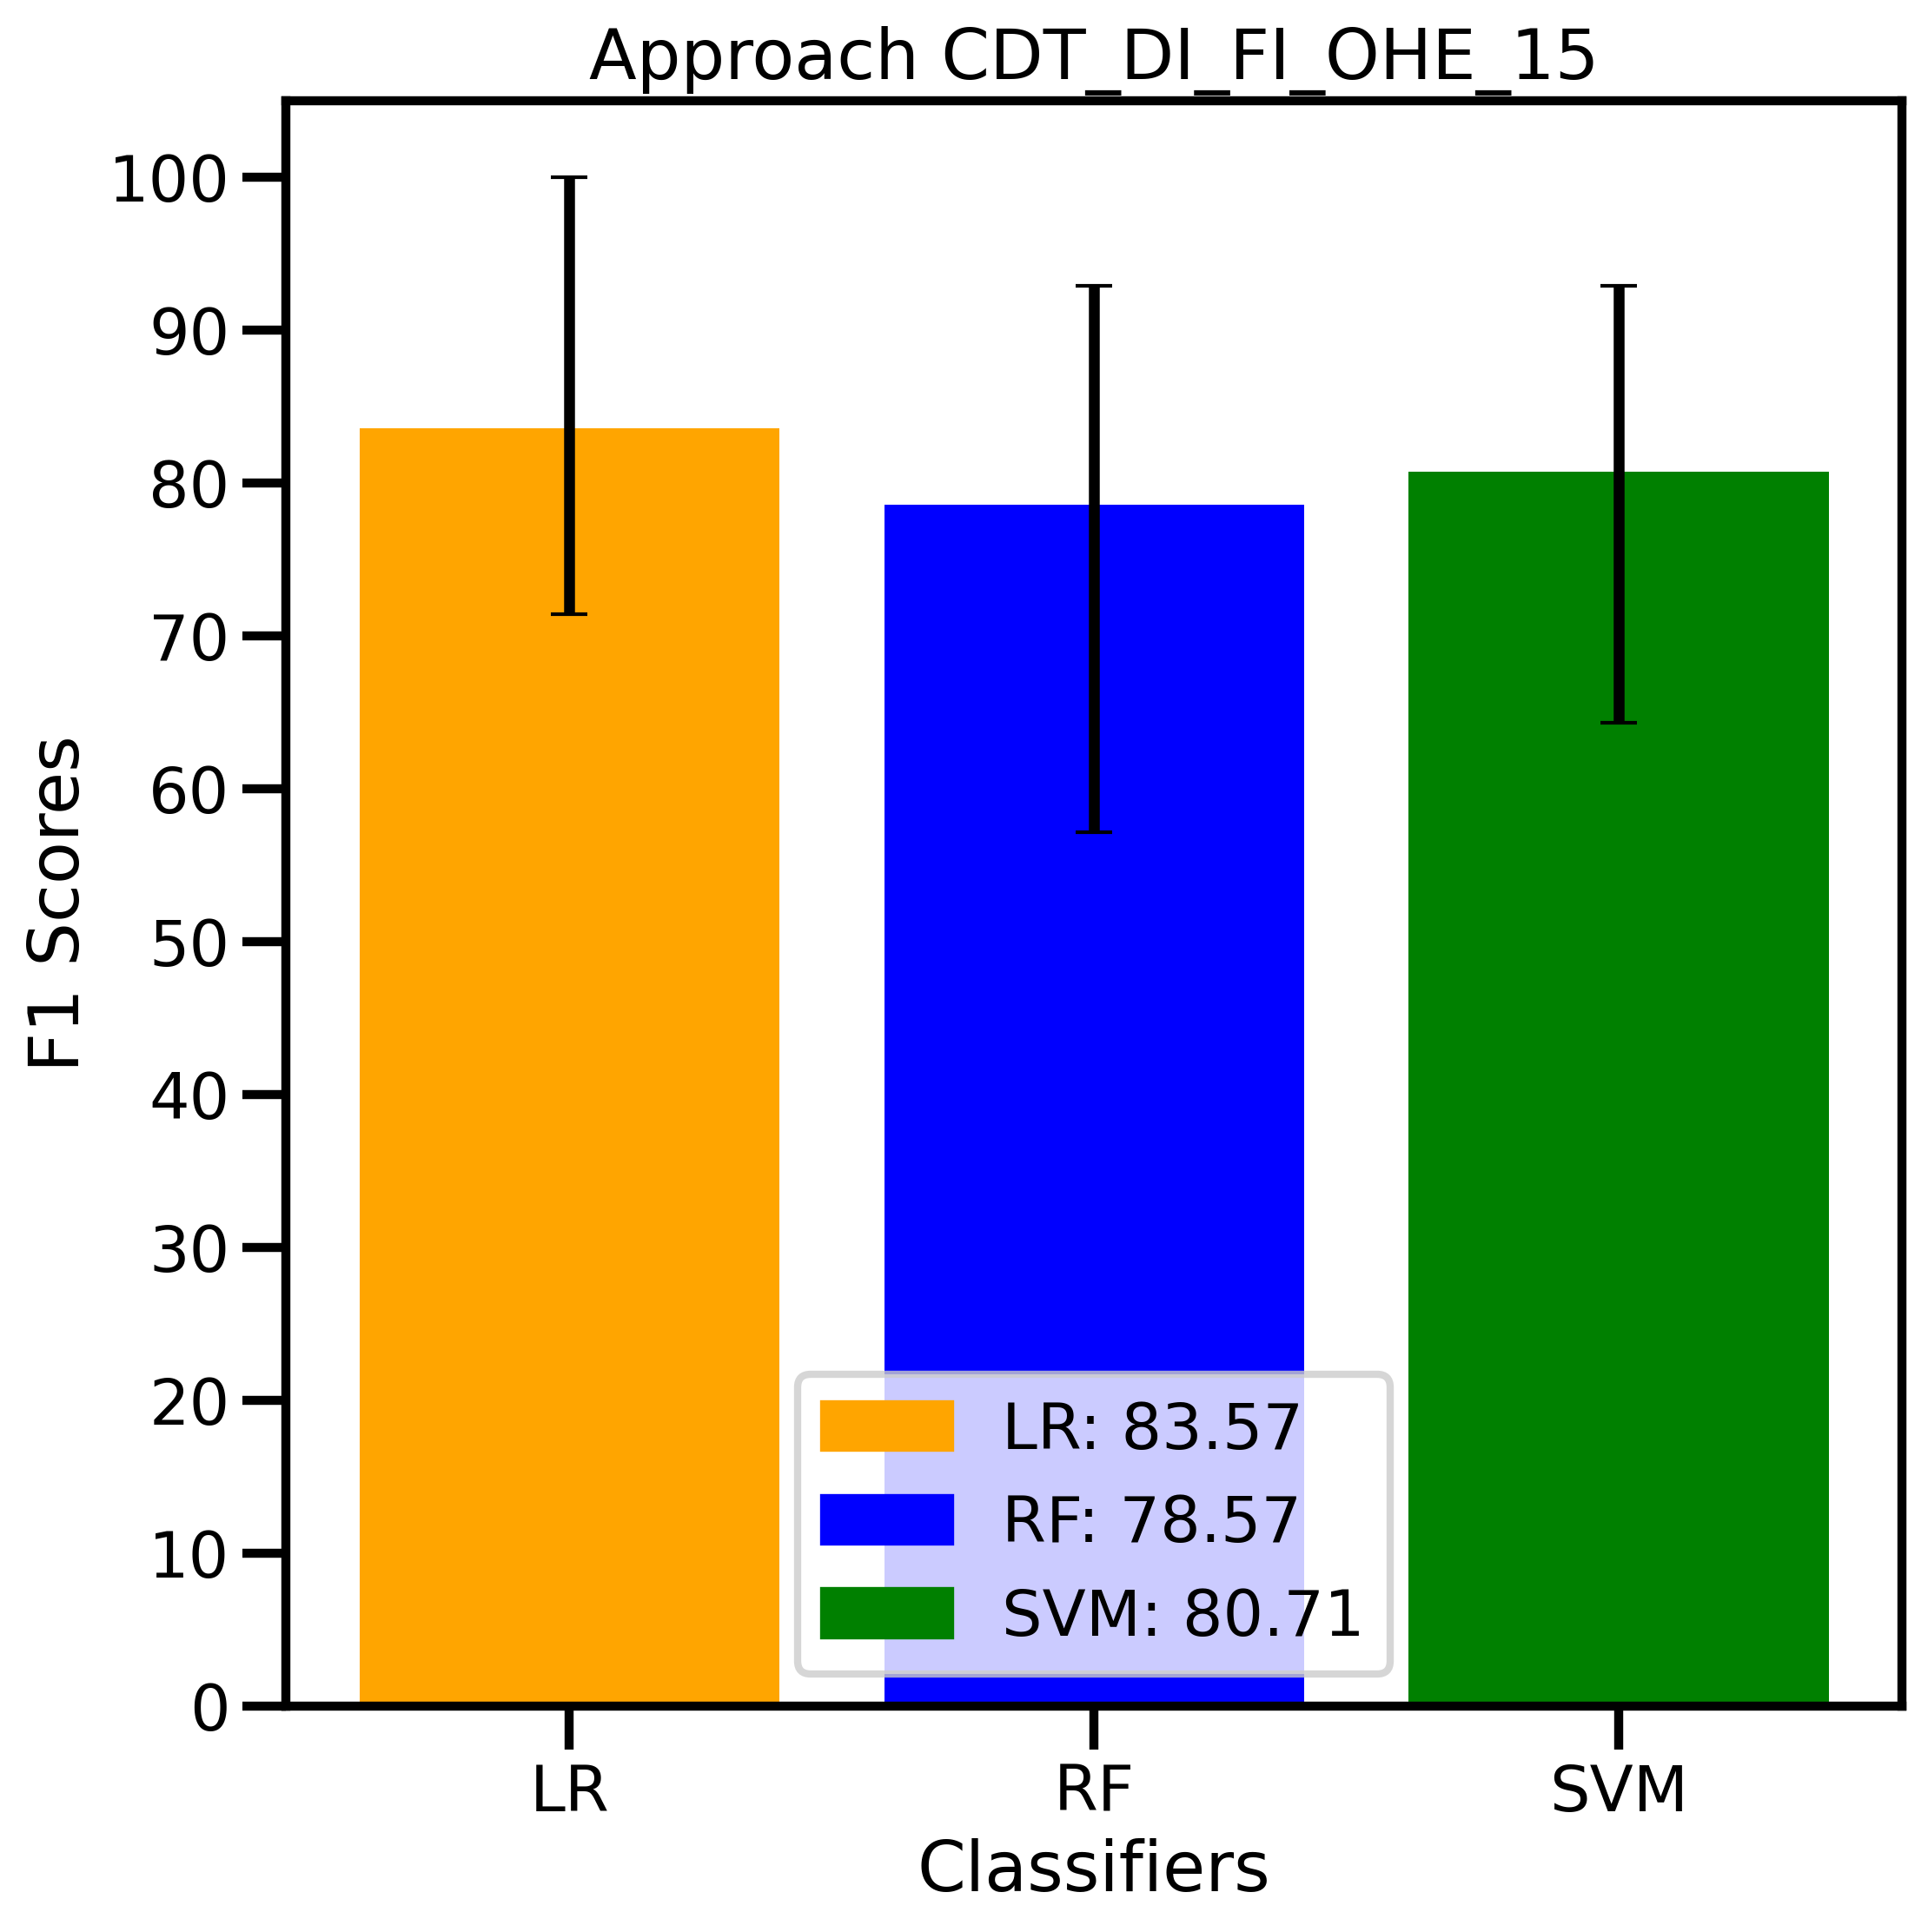 Approach CDT_DI_FI_OHE_15
100
90
80
70
60
50
40
30
20
10
0
F1 Scores
LR: 83.57
RF: 78.57
SVM: 80.71
LR RF SVM
Classifiers